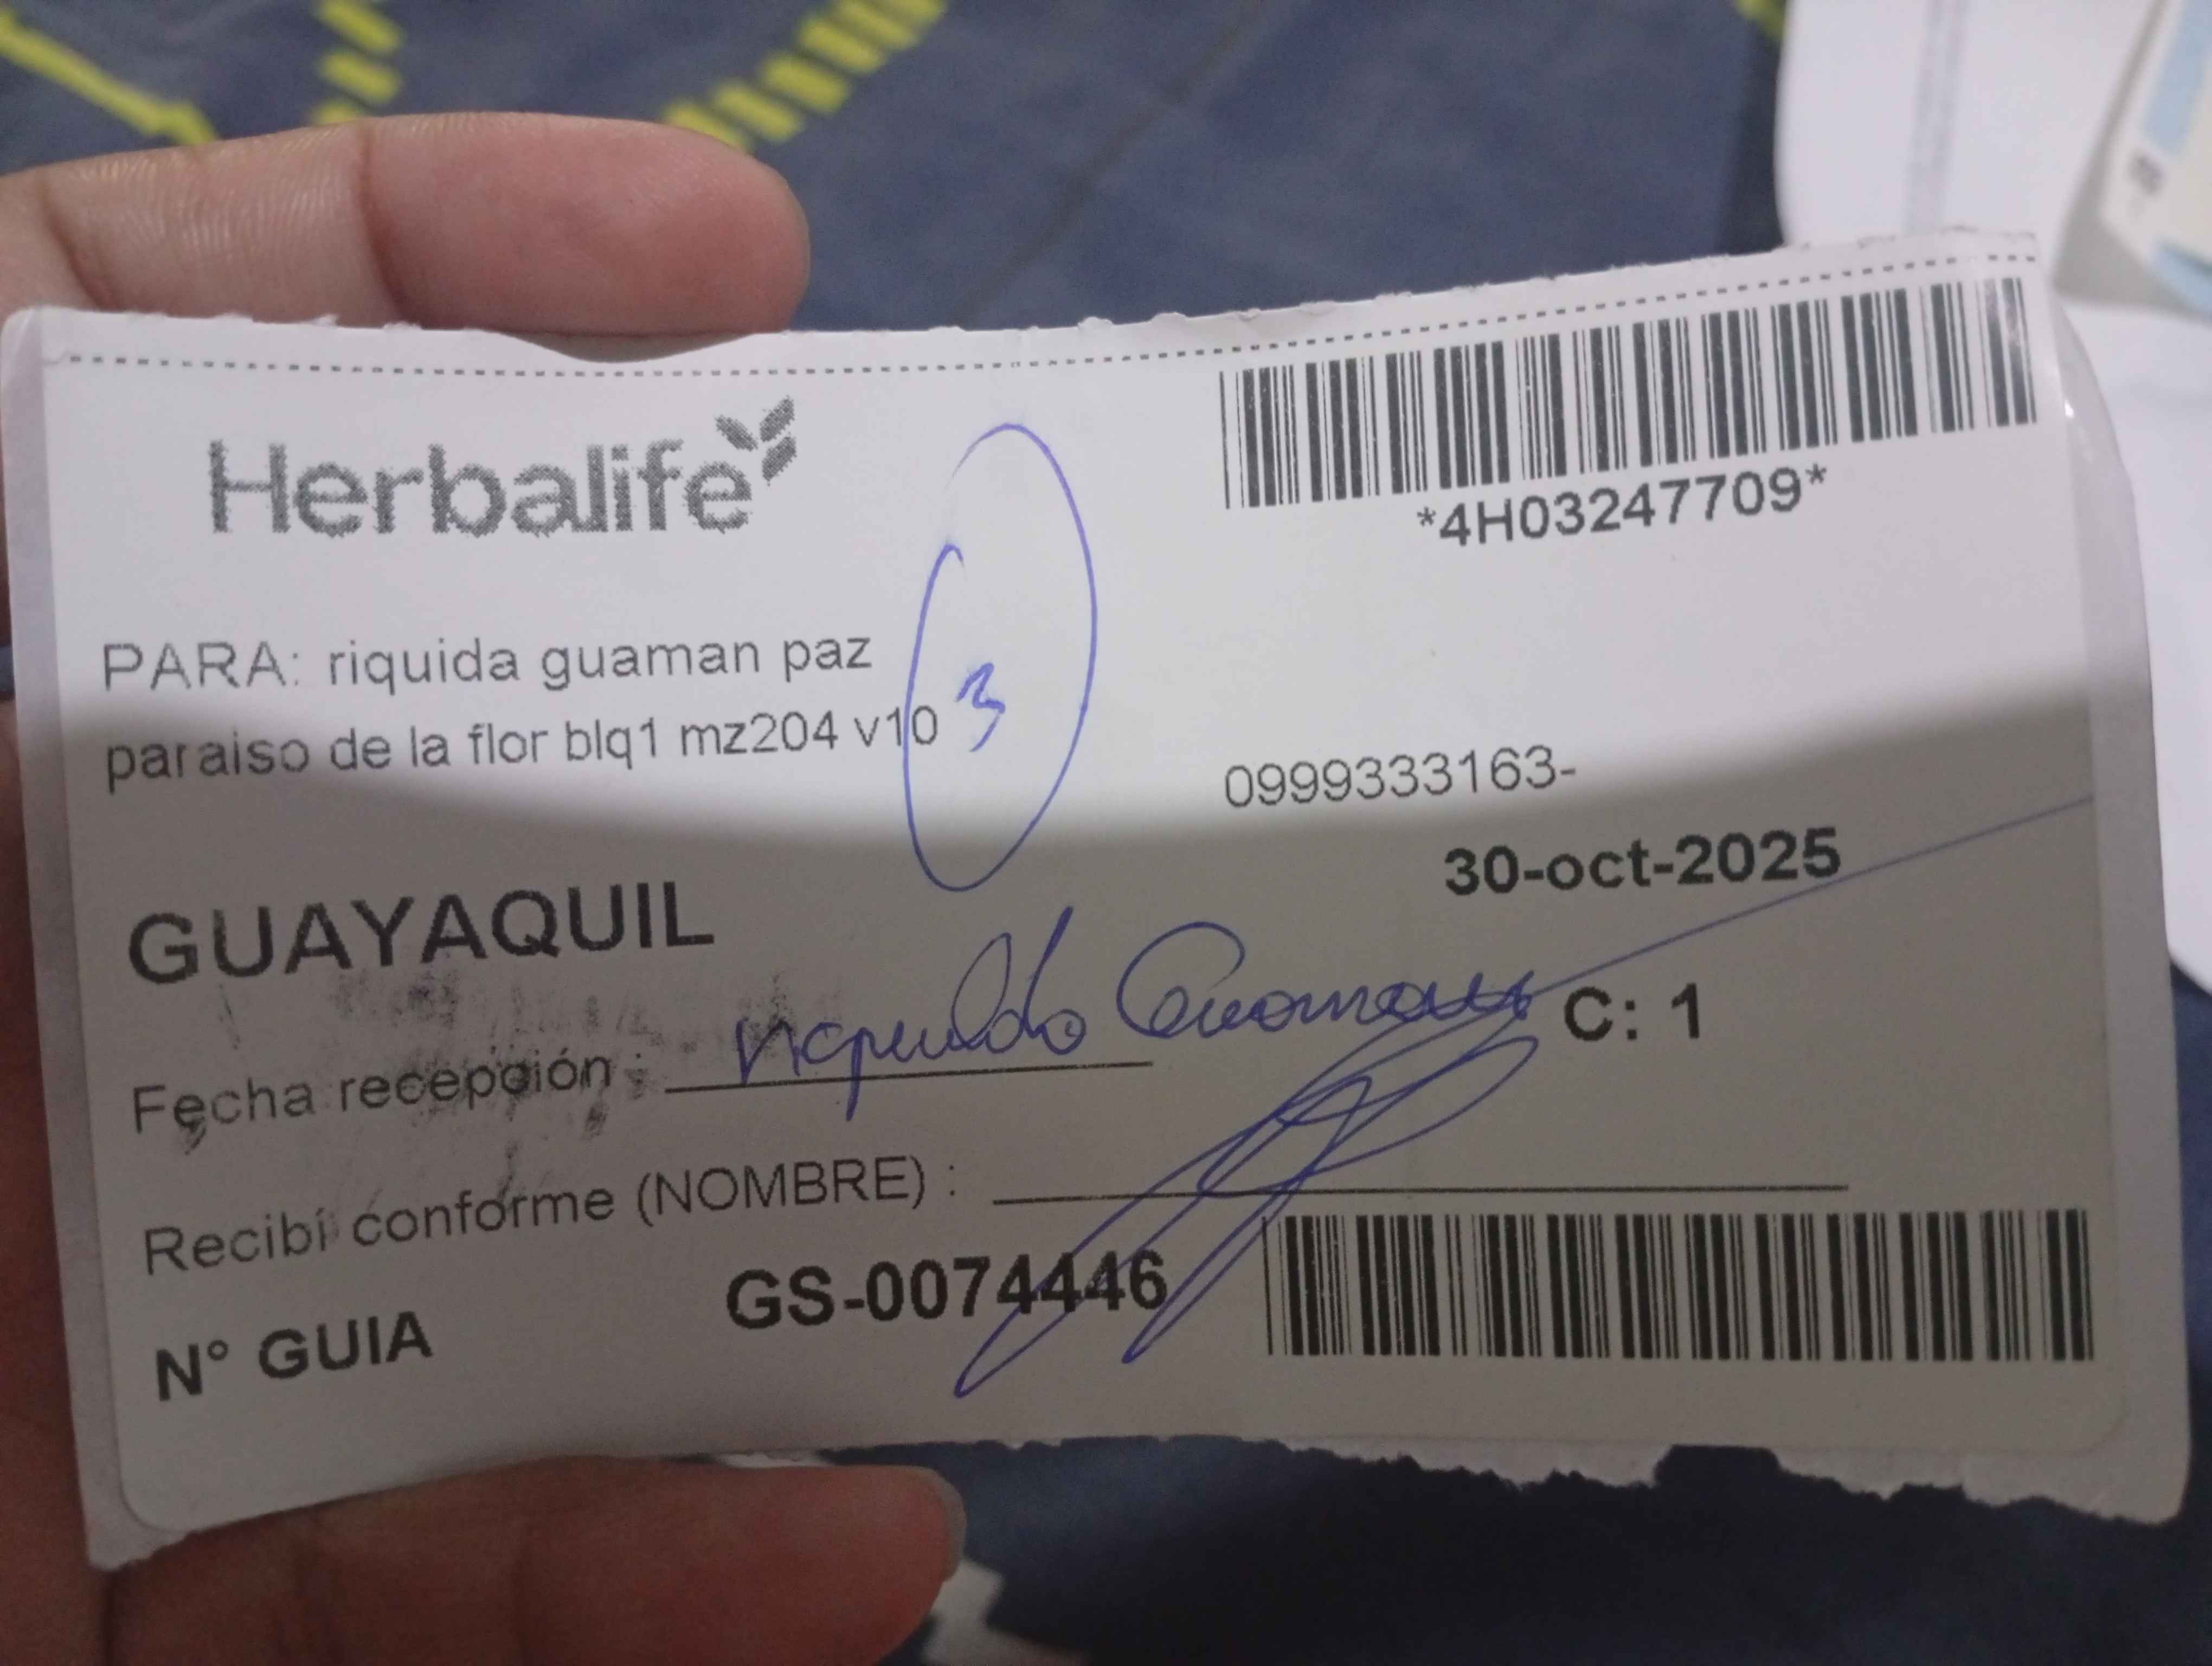 Herbalife
*4H03247709*
PARA: riquida guaman paz
paraiso de la flor blq1 mz204 v10
3
0999333163-
30-oct-2025
GUAYAQUIL
C: 1
Fecha recepción : Guaman
Recibí conforme (NOMBRE) :
N° GUIA GS-0074446